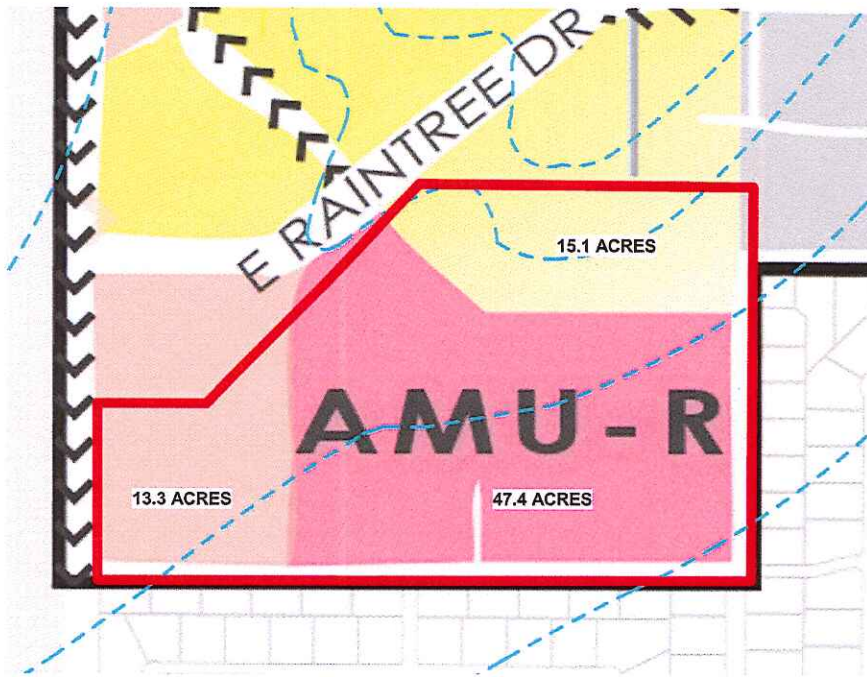 E RAINTREE DR.
15.1 ACRES
AMU-R
13.3 ACRES
47.4 ACRES